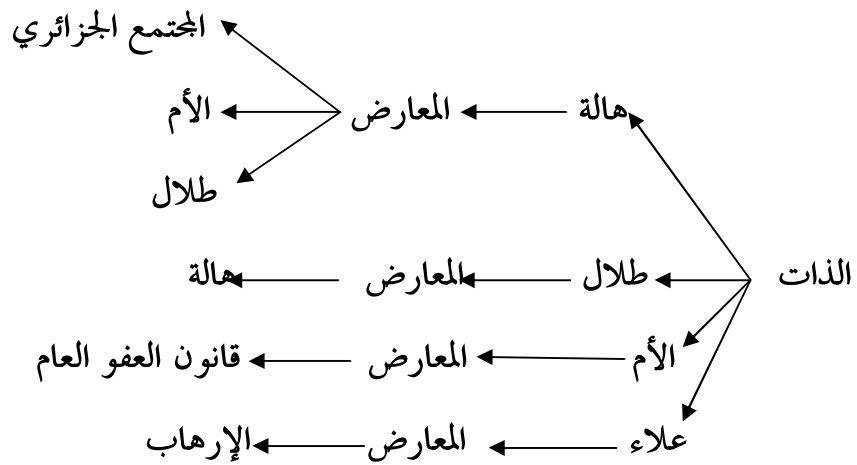 المجتمع الجزائري
هالة المعارض الأم
طلال
الذات طلال المعارض هالة
الأم المعارض قانون العفو العام
علاء المعارض الإرهاب